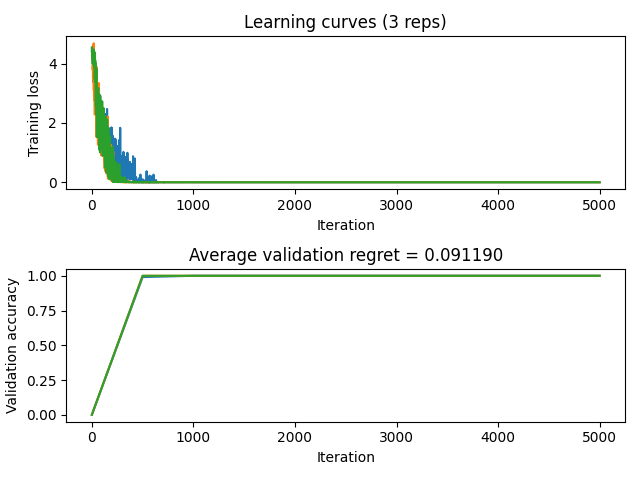 Learning curves (3 reps)
Training loss
4
2
0
0 1000 2000 3000 4000 5000
Iteration
Average validation regret = 0.091190
Validation accuracy
1.00
0.75
0.50
0.25
0.00
0 1000 2000 3000 4000 5000
Iteration